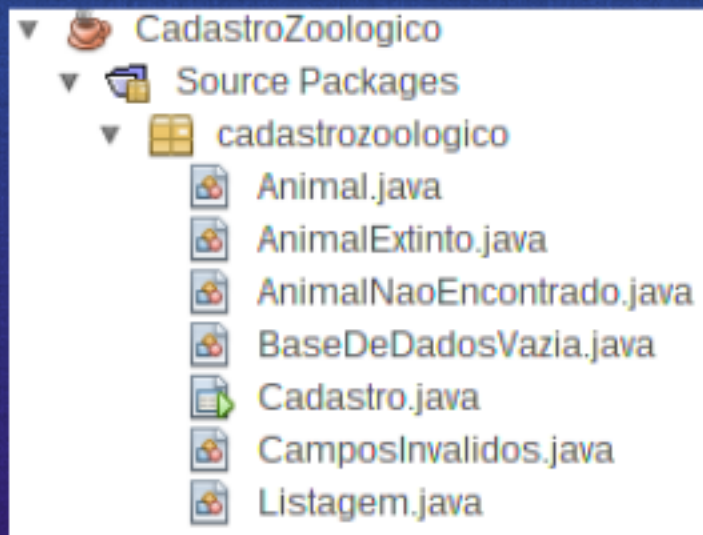 CadastroZoologico
Source Packages
cadastrozoologico
Animal.java
AnimalExtinto.java
AnimalNaoEncontrado.java
BaseDeDadosVazia.java
Cadastro.java
CamposInvalidos.java
Listagem.java